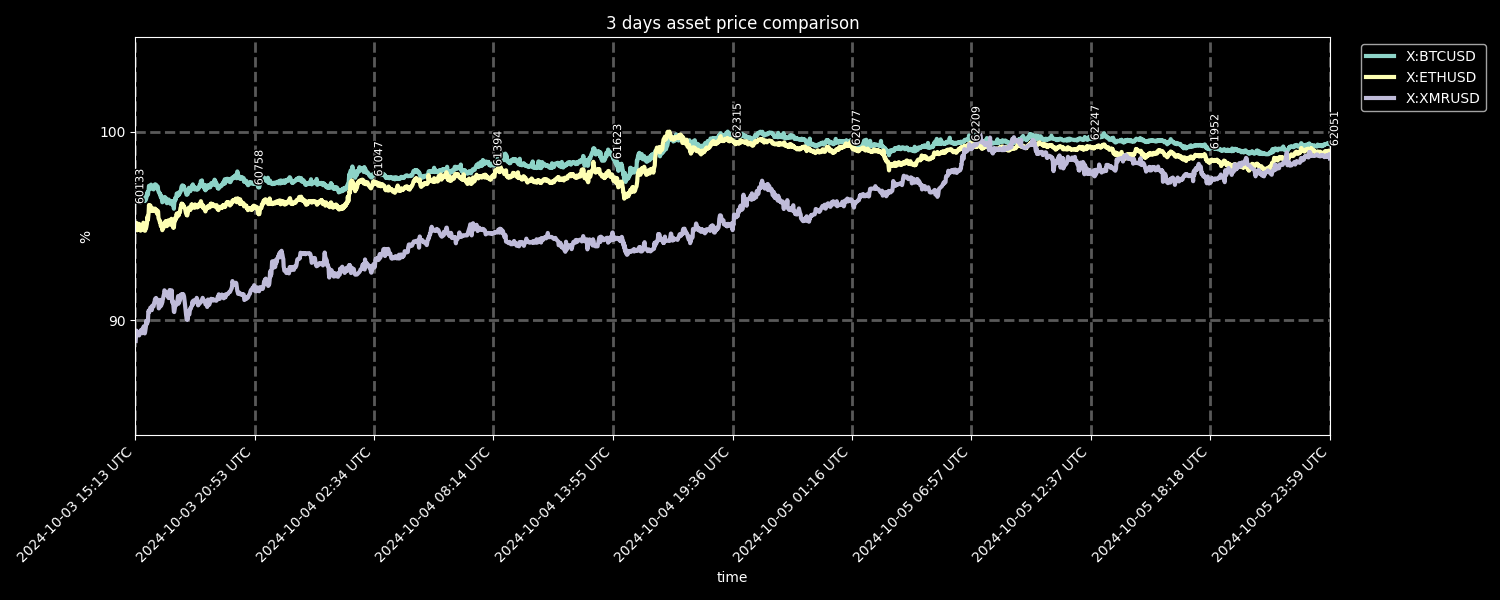 3 days asset price comparison
X:BTCUSD
X:ETHUSD
X:XMRUSD
%
100
90
60133
60758
61047
61394
61623
62315
62077
62209
62247
61952
62051
2024-10-03 15:13 UTC
2024-10-03 20:53 UTC
2024-10-04 02:34 UTC
2024-10-04 08:14 UTC
2024-10-04 13:55 UTC
2024-10-04 19:36 UTC
2024-10-05 01:16 UTC
2024-10-05 06:57 UTC
2024-10-05 12:37 UTC
2024-10-05 18:18 UTC
2024-10-05 23:59 UTC
time